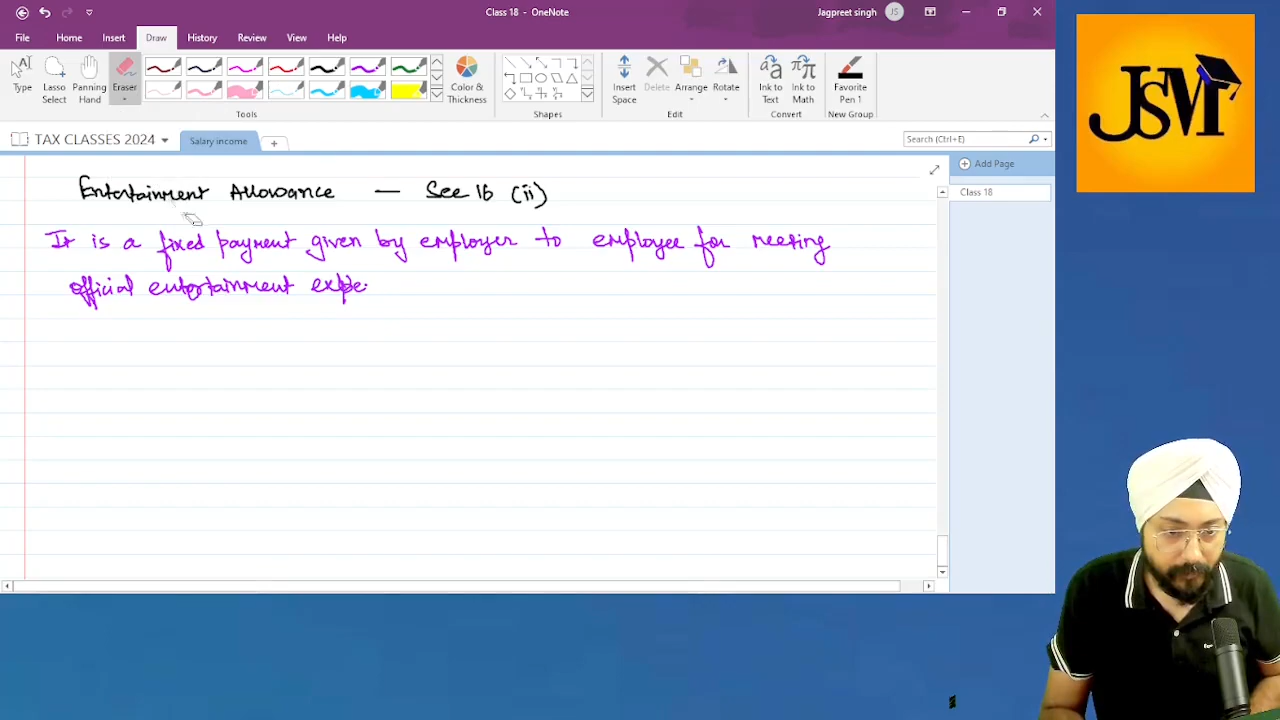 Class 18 - OneNote
Jagpreet singh JS
File Home Insert Draw History Review View Help
Type Lasso Select Panning Hand Eraser Color & Thickness Insert Space Delete Arrange Rotate Ink to Text Ink to Math Favorite Pen 1
Tools Shapes Edit Convert New Group
TAX CLASSES 2024 Salary income Search (Ctrl+E)
Add Page
Class 18
Entertainment Allowance — Sec 16 (ii)
It is a fixed payment given by employer to employee for meeting
official entertainment expe
JSM